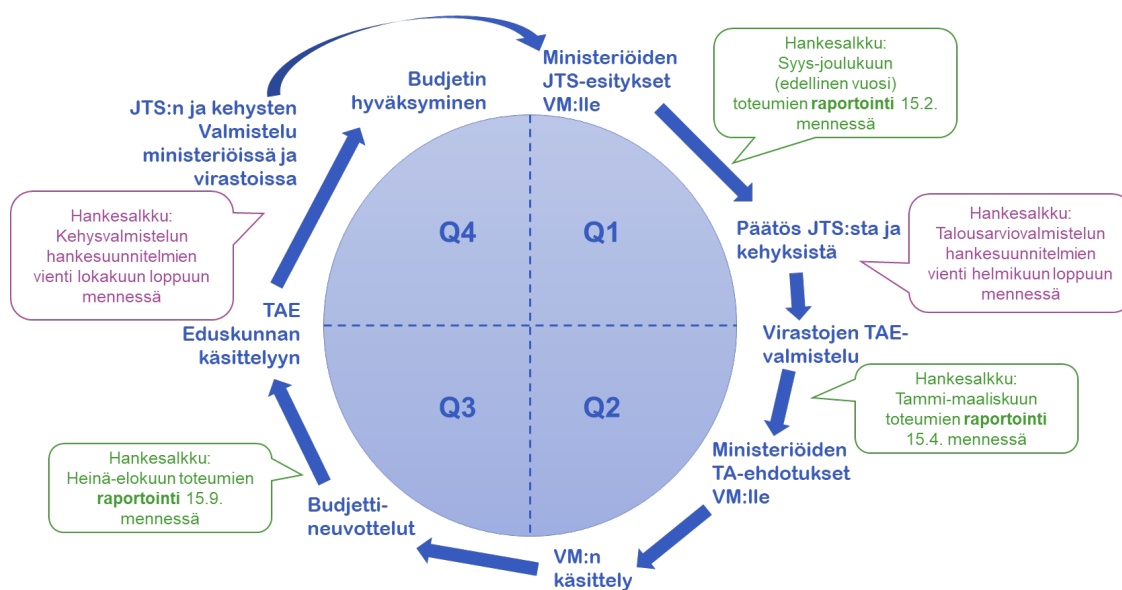 Ministeriöiden
JTS-esitykset
VM:lle
Hankesalkku:
Syys-joulukuun
(edellinen vuosi)
toteumien raportointi 15.2.
mennessä
Budjetin
hyväksyminen
JTS:n ja kehysten
Valmistelu
ministeriöissä ja
virastoissa
Hankesalkku:
Kehysvalmistelun
hankesuunnitelmien
vienti lokakuun loppuun
mennessä
Q4
Q1
Päätös JTS:sta ja
kehyksistä
Hankesalkku:
Talousarviovalmistelun
hankesuunnitelmien
vienti helmikuun loppuun
mennessä
TAE
Eduskunnan
käsittelyyn
Virastojen TAE-
valmistelu
Q3
Q2
Hankesalkku:
Tammi-maaliskuun
toteumien raportointi
15.4. mennessä
Hankesalkku:
Heinä-elokuun toteumien
raportointi 15.9.
mennessä
Ministeriöiden
TA-ehdotukset
VM:lle
Budjetti-
neuvottelut
VM:n
käsittely